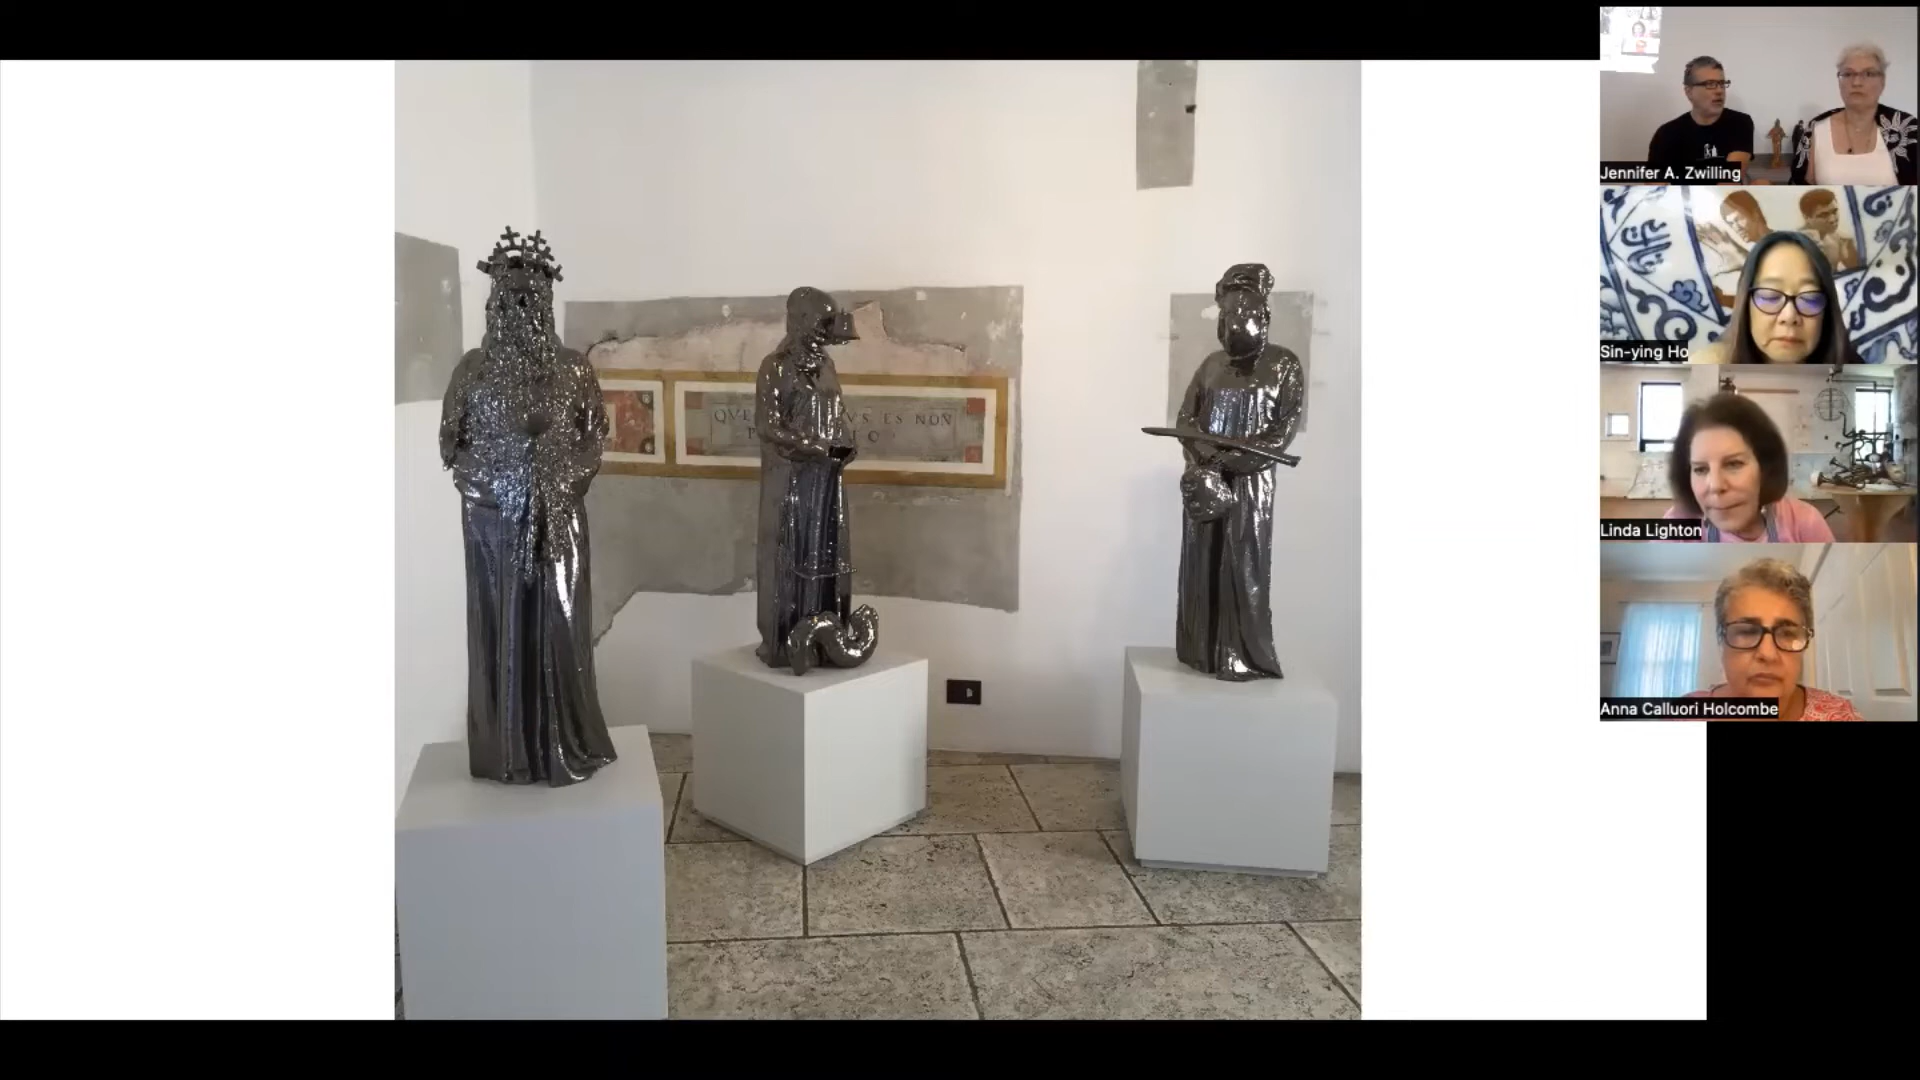 QVE
VS ES NON
Jennifer A. Zwilling
Sin-ying Ho
Linda Lighton
Anna Calluori Holcombe